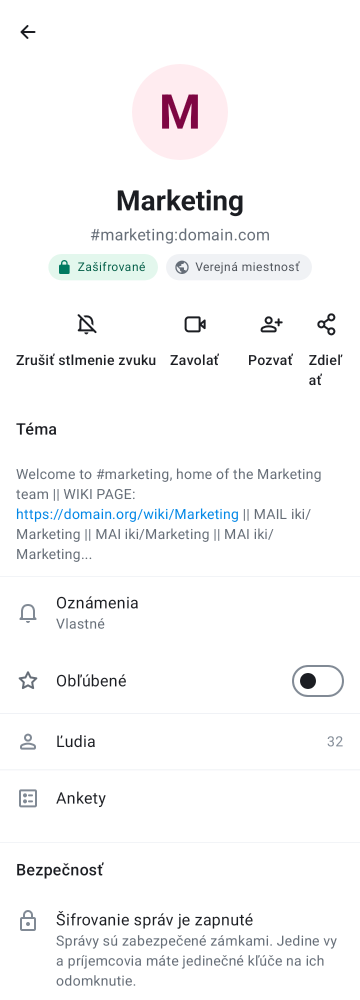 M
Marketing
#marketing:domain.com
Zašifrované
Verejná miestnosť
Zrušiť stlmenie zvuku
Zavolať
Pozvať
Zdieľ
ať
Téma
Welcome to #marketing, home of the Marketing
team || WIKI PAGE:
https://domain.org/wiki/Marketing || MAIL iki/
Marketing || MAI iki/Marketing || MAI iki/
Marketing...
Oznámenia
Vlastné
Obľúbené
Ľudia
32
Ankety
Bezpečnosť
Šifrovanie správ je zapnuté
Správy sú zabezpečené zámkami. Jedine vy
a príjemcovia máte jedinečné kľúče na ich
odomknutie.